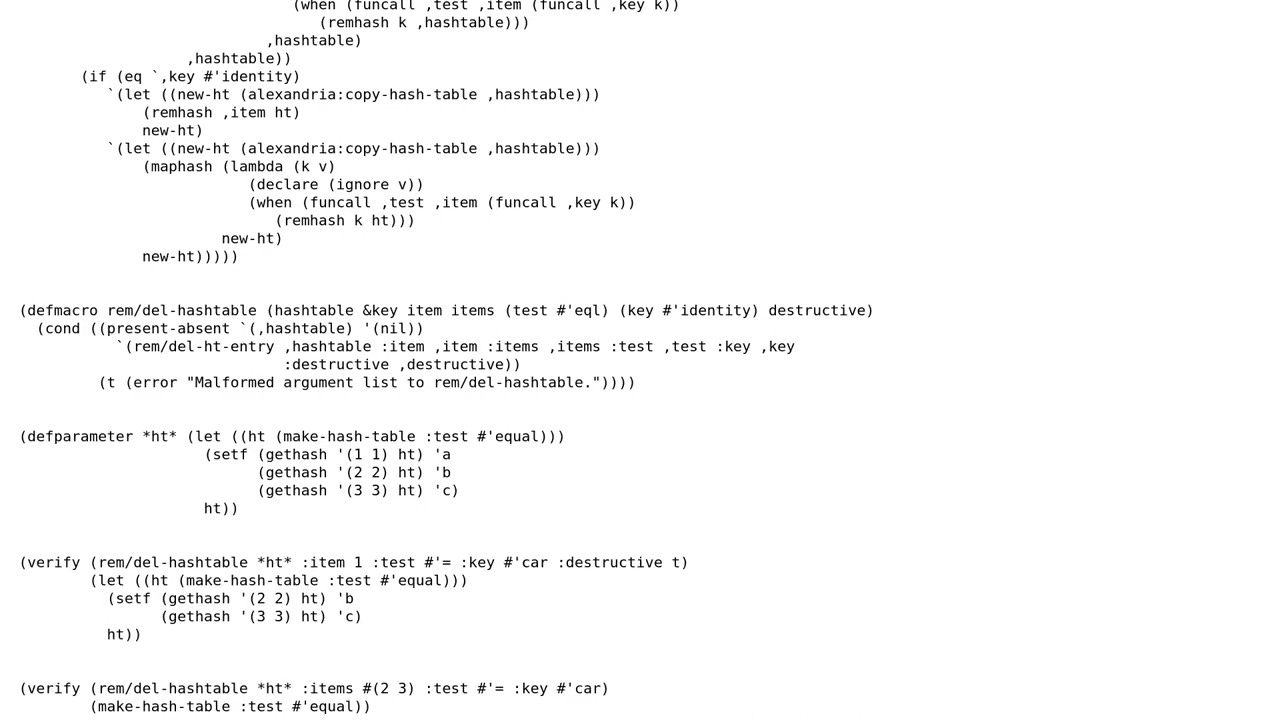 (when (funcall ,test ,item (funcall ,key k))
(remhash k ,hashtable)))
,hashtable)
,hashtable))
(if (eq `,key #'identity)
`(let ((new-ht (alexandria:copy-hash-table ,hashtable)))
(remhash ,item ht)
new-ht)
`(let ((new-ht (alexandria:copy-hash-table ,hashtable)))
(maphash (lambda (k v)
(declare (ignore v))
(when (funcall ,test ,item (funcall ,key k))
(remhash k ht)))
new-ht)
new-ht)))))
(defmacro rem/del-hashtable (hashtable &key item items (test #'eql) (key #'identity) destructive)
(cond ((present-absent `(,hashtable) '(nil))
`(rem/del-ht-entry ,hashtable :item ,item :items ,items :test ,test :key ,key
:destructive ,destructive))
(t (error "Malformed argument list to rem/del-hashtable."))))
(defparameter *ht* (let ((ht (make-hash-table :test #'equal)))
(setf (gethash '(1 1) ht) 'a
(gethash '(2 2) ht) 'b
(gethash '(3 3) ht) 'c)
ht))
(verify (rem/del-hashtable *ht* :item 1 :test #'= :key #'car :destructive t)
(let ((ht (make-hash-table :test #'equal)))
(setf (gethash '(2 2) ht) 'b
(gethash '(3 3) ht) 'c)
ht))
(verify (rem/del-hashtable *ht* :items #(2 3) :test #'= :key #'car)
(make-hash-table :test #'equal))